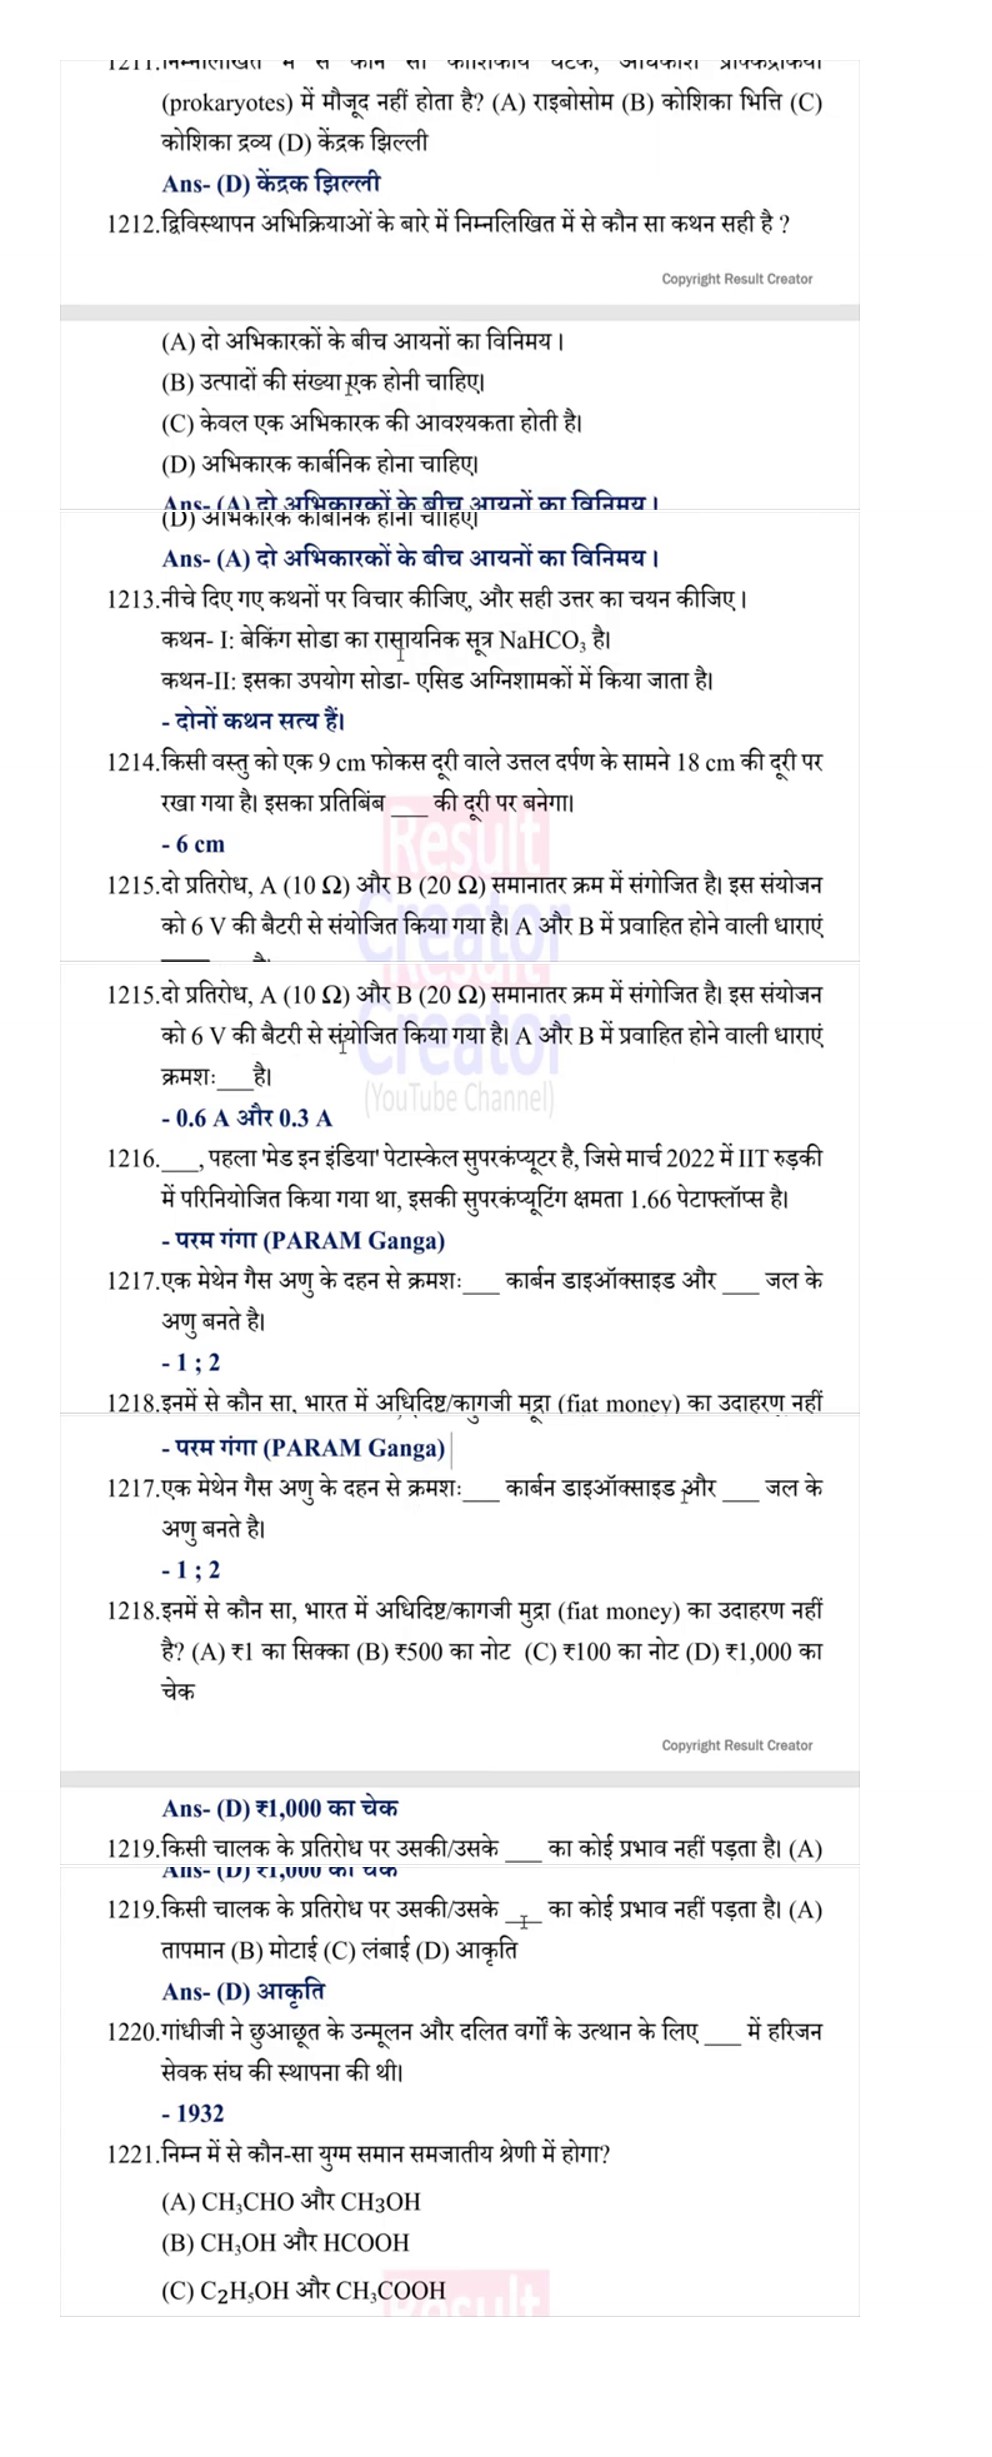 1211.निम्नलिखित में से कौन सा कोशिकीय घटक, अधिकांश प्रोकैरियोटिक
(prokaryotes) में मौजूद नहीं होता है? (A) राइबोसोम (B) कोशिका भित्ति (C)
कोशिका द्रव्य (D) केंद्रक झिल्ली
Ans- (D) केंद्रक झिल्ली
1212.द्विविस्थापन अभिक्रियाओं के बारे में निम्नलिखित में से कौन सा कथन सही है ?
Copyright Result Creator
(A) दो अभिकारकों के बीच आयनों का विनिमय।
(B) उत्पादों की संख्या एक होनी चाहिए।
(C) केवल एक अभिकारक की आवश्यकता होती है।
(D) अभिकारक कार्बनिक होना चाहिए।
Ans- (A) दो अभिकारकों के बीच आयनों का विनिमय।
(D) अभिकारक कार्बनिक होना चाहिए।
Ans- (A) दो अभिकारकों के बीच आयनों का विनिमय।
1213.नीचे दिए गए कथनों पर विचार कीजिए, और सही उत्तर का चयन कीजिए।
कथन- I: बेकिंग सोडा का रासायनिक सूत्र NaHCO₃ है।
कथन-II: इसका उपयोग सोडा- एसिड अग्निशामकों में किया जाता है।
- दोनों कथन सत्य हैं।
1214.किसी वस्तु को एक 9 cm फोकस दूरी वाले उत्तल दर्पण के सामने 18 cm की दूरी पर
रखा गया है। इसका प्रतिबिंब ___ की दूरी पर बनेगा।
- 6 cm
Result
1215.दो प्रतिरोध, A (10 Ω) और B (20 Ω) समानांतर क्रम में संगोजित है। इस संयोजन
को 6 V की बैटरी से संयोजित किया गया है। A और B में प्रवाहित होने वाली धाराएं
Creator
1215.दो प्रतिरोध, A (10 Ω) और B (20 Ω) समानांतर क्रम में संगोजित है। इस संयोजन
को 6 V की बैटरी से संयोजित किया गया है। A और B में प्रवाहित होने वाली धाराएं
Creator
क्रमशः___है।
(YouTube Channel)
- 0.6 A और 0.3 A
1216.___, पहला 'मेड इन इंडिया' पेटास्केल सुपरकंप्यूटर है, जिसे मार्च 2022 में IIT रुड़की
में परिनियोजित किया गया था, इसकी सुपरकंप्यूटिंग क्षमता 1.66 पेटाफ्लॉप्स है।
- परम गंगा (PARAM Ganga)
1217.एक मेथेन गैस अणु के दहन से क्रमशः___ कार्बन डाइऑक्साइड और ___ जल के
अणु बनते है।
- 1 ; 2
1218.इनमें से कौन सा, भारत में अधिदिष्ट/कागजी मुद्रा (fiat money) का उदाहरण नहीं
- परम गंगा (PARAM Ganga)
1217.एक मेथेन गैस अणु के दहन से क्रमशः___ कार्बन डाइऑक्साइड और ___ जल के
अणु बनते है।
- 1 ; 2
1218.इनमें से कौन सा, भारत में अधिदिष्ट/कागजी मुद्रा (fiat money) का उदाहरण नहीं
है? (A) ₹1 का सिक्का (B) ₹500 का नोट (C) ₹100 का नोट (D) ₹1,000 का
चेक
Copyright Result Creator
Ans- (D) ₹1,000 का चेक
1219.किसी चालक के प्रतिरोध पर उसकी/उसके ___ का कोई प्रभाव नहीं पड़ता है। (A)
Ans- (D) ₹1,000 का चेक
1219.किसी चालक के प्रतिरोध पर उसकी/उसके ___ का कोई प्रभाव नहीं पड़ता है। (A)
तापमान (B) मोटाई (C) लंबाई (D) आकृति
Ans- (D) आकृति
1220.गांधीजी ने छुआछूत के उन्मूलन और दलित वर्गों के उत्थान के लिए ___ में हरिजन
सेवक संघ की स्थापना की थी।
- 1932
1221.निम्न में से कौन-सा युग्म समान समजातीय श्रेणी में होगा?
(A) CH₃CHO और CH3OH
(B) CH₃OH और HCOOH
(C) C₂H₅OH और CH₃COOH